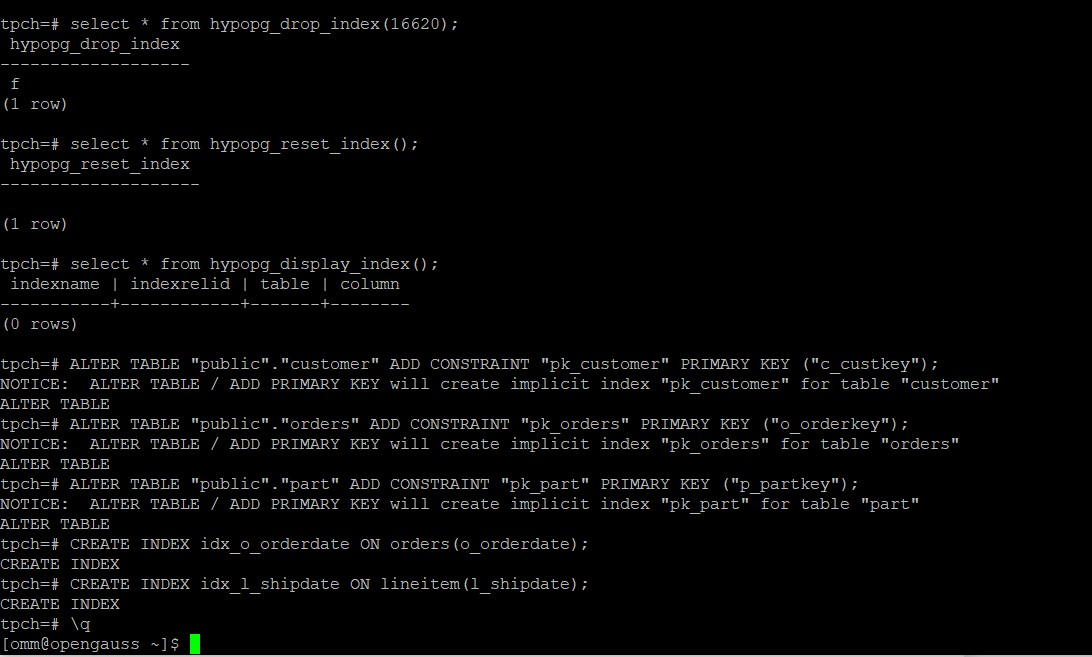 tpch=# select * from hypopg_drop_index(16620);
 hypopg_drop_index
-------------------
 f
(1 row)
tpch=# select * from hypopg_reset_index();
 hypopg_reset_index
--------------------
(1 row)
tpch=# select * from hypopg_display_index();
 indexname | indexrelid | table | column
-----------+------------+-------+--------
(0 rows)
tpch=# ALTER TABLE "public"."customer" ADD CONSTRAINT "pk_customer" PRIMARY KEY ("c_custkey");
NOTICE:  ALTER TABLE / ADD PRIMARY KEY will create implicit index "pk_customer" for table "customer"
ALTER TABLE
tpch=# ALTER TABLE "public"."orders" ADD CONSTRAINT "pk_orders" PRIMARY KEY ("o_orderkey");
NOTICE:  ALTER TABLE / ADD PRIMARY KEY will create implicit index "pk_orders" for table "orders"
ALTER TABLE
tpch=# ALTER TABLE "public"."part" ADD CONSTRAINT "pk_part" PRIMARY KEY ("p_partkey");
NOTICE:  ALTER TABLE / ADD PRIMARY KEY will create implicit index "pk_part" for table "part"
ALTER TABLE
tpch=# CREATE INDEX idx_o_orderdate ON orders(o_orderdate);
CREATE INDEX
tpch=# CREATE INDEX idx_l_shipdate ON lineitem(l_shipdate);
CREATE INDEX
tpch=# \q
[omm@opengauss ~]$